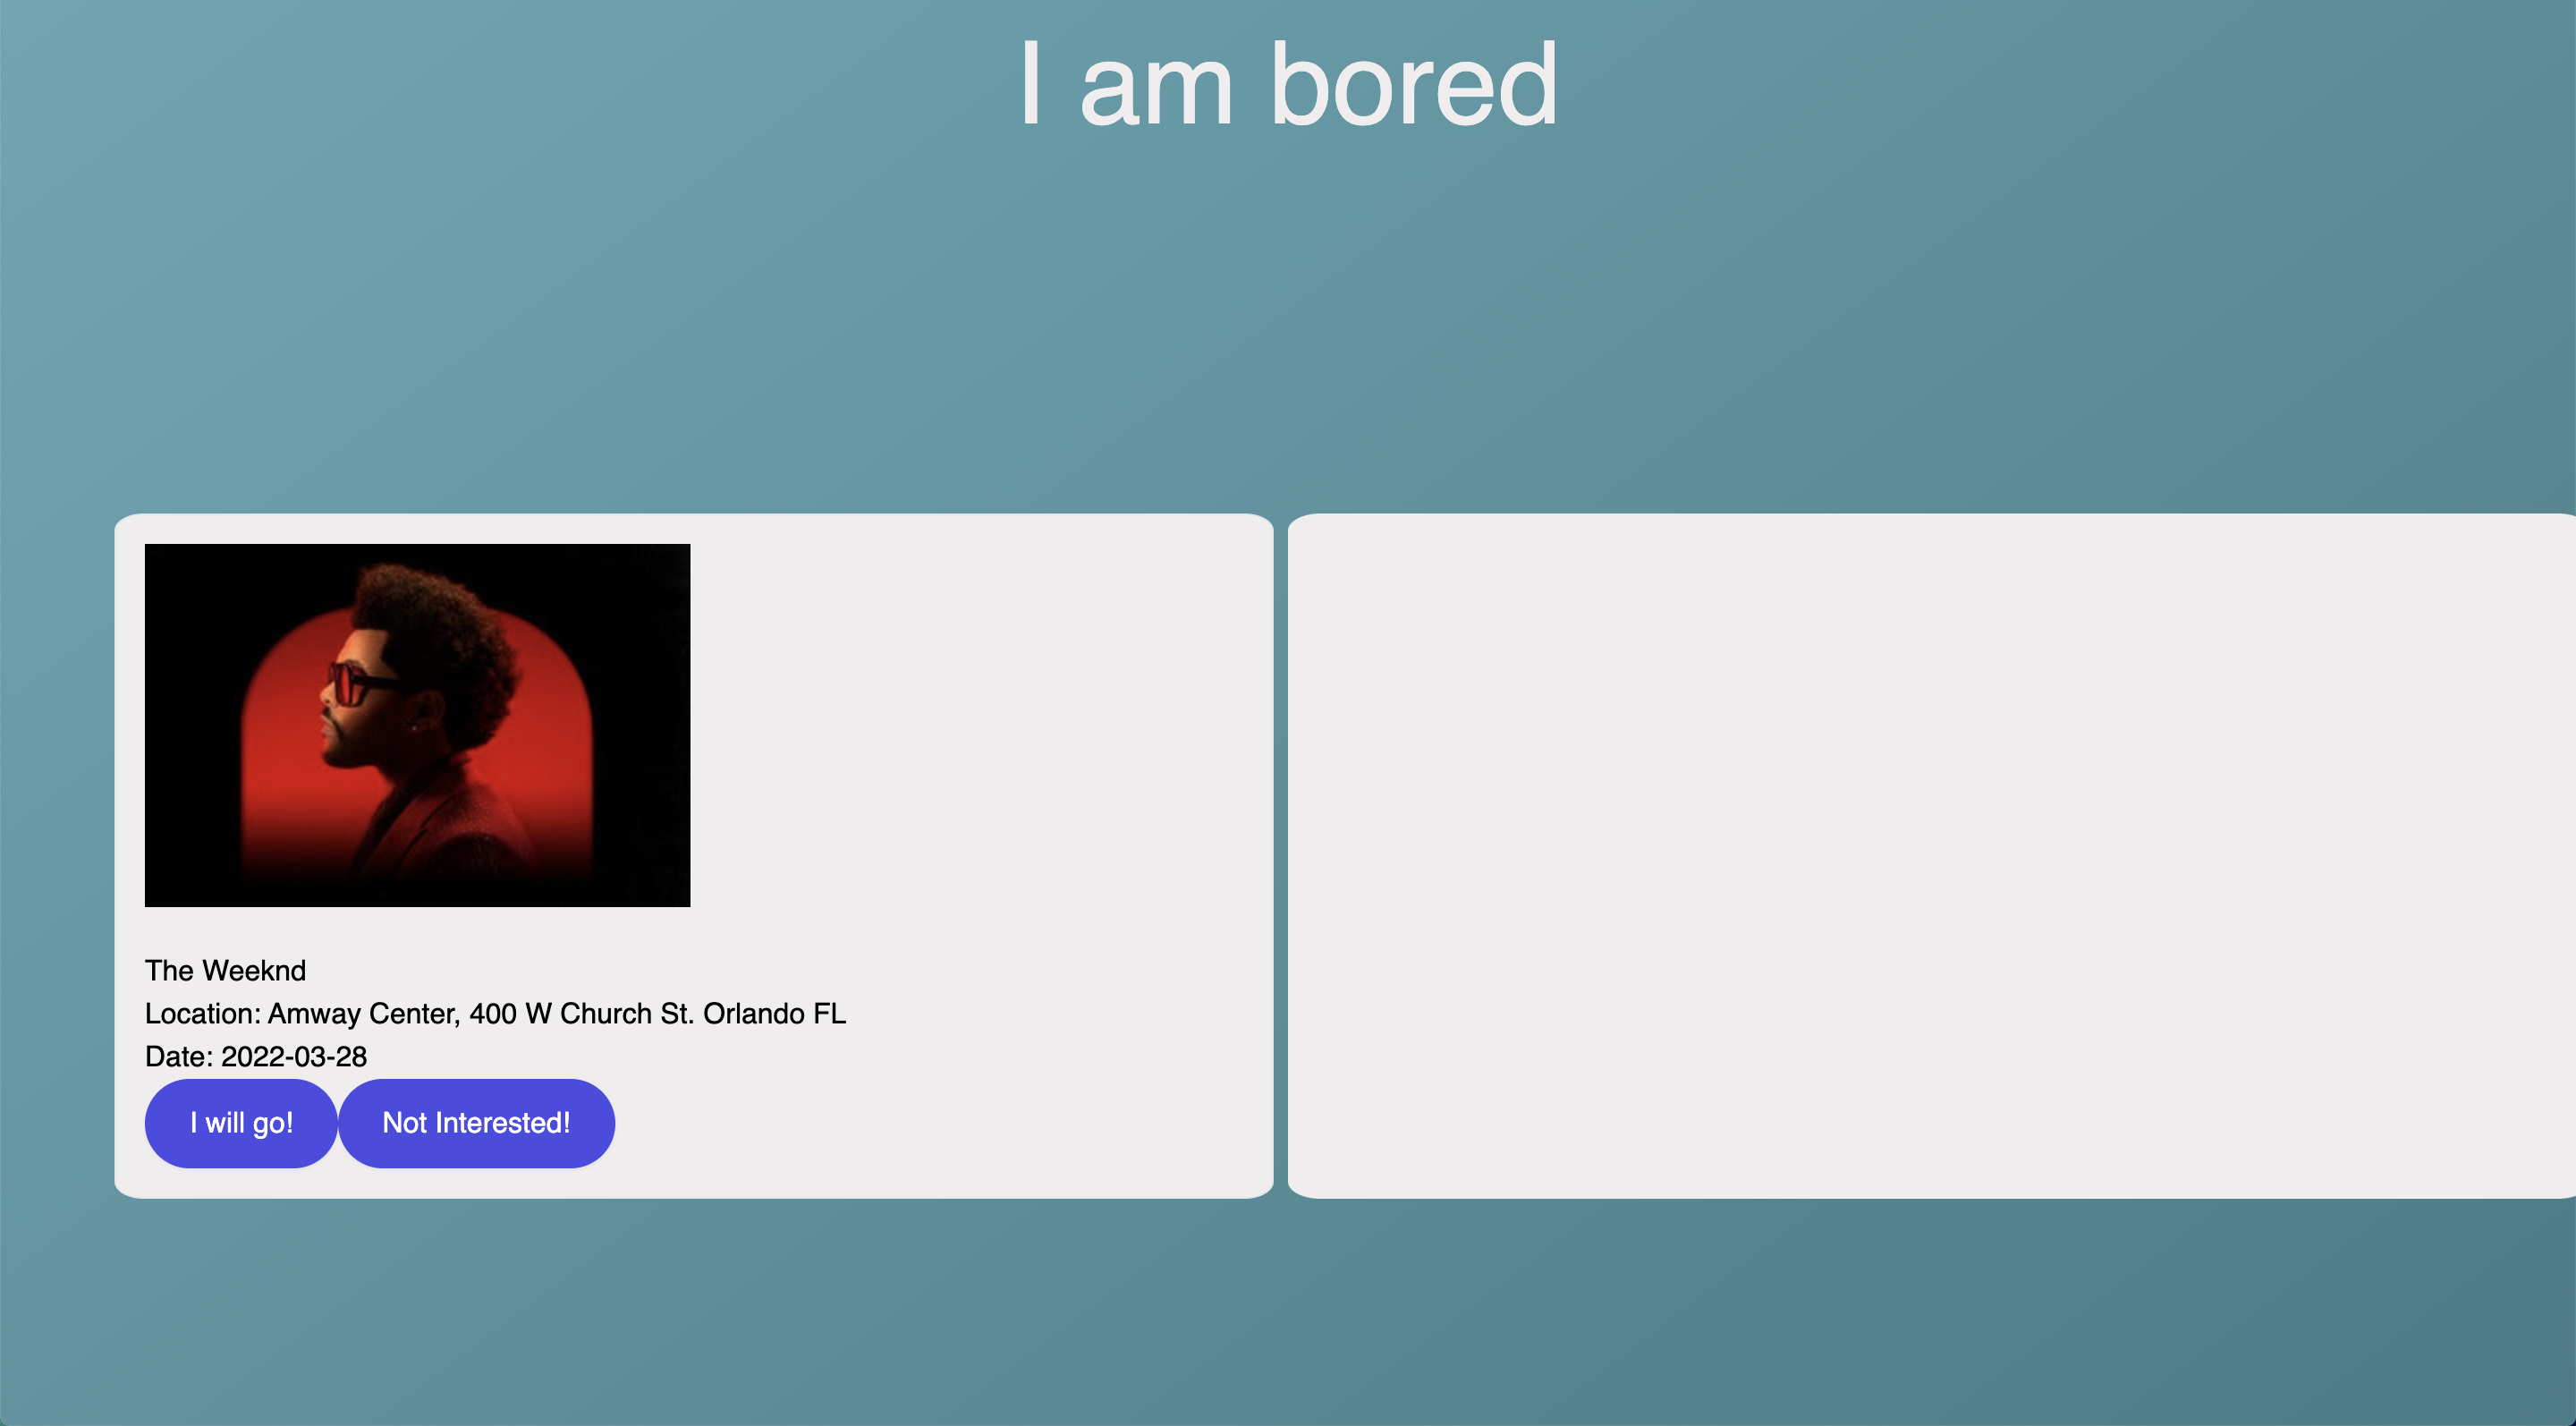 I am bored
The Weeknd
Location: Amway Center, 400 W Church St. Orlando FL
Date: 2022-03-28
I will go! Not Interested!